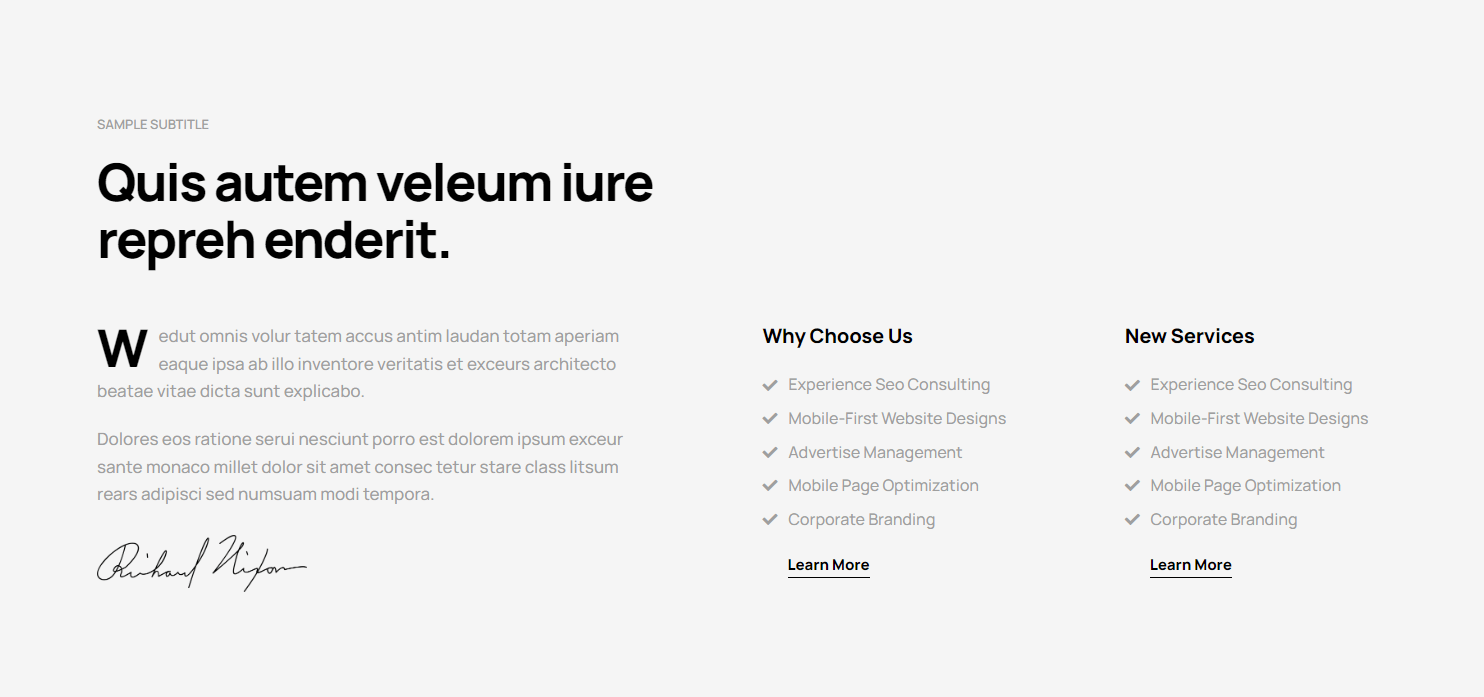 SAMPLE SUBTITLE
Quis autem veleum iure
repreh enderit.
Wedut omnis volur tatem accus antim laudan totam aperiam
eaque ipsa ab illo inventore veritatis et exceurs architecto
beatae vitae dicta sunt explicabo.
Dolores eos ratione serui nesciunt porro est dolorem ipsum exceur
sante monaco millet dolor sit amet consec tetur stare class litsum
rears adipisci sed numsuam modi tempora.
Richard Nixon
Why Choose Us
Experience Seo Consulting
Mobile-First Website Designs
Advertise Management
Mobile Page Optimization
Corporate Branding
Learn More
New Services
Experience Seo Consulting
Mobile-First Website Designs
Advertise Management
Mobile Page Optimization
Corporate Branding
Learn More